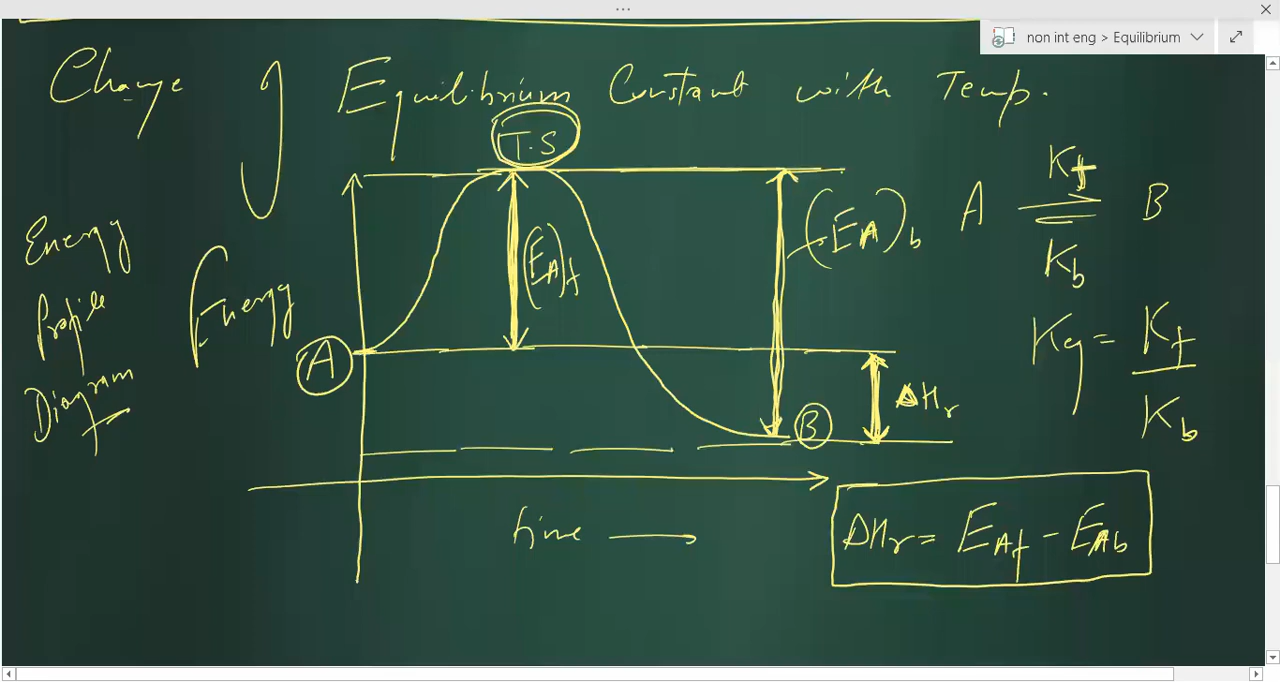 non int eng > Equilibrium
Change of Equilibrium Constant with Temp.
T.S
Energy
Profile
Diagram
Energy
(EA)f
(EA)b
A Kf B
Kb
Keq = Kf
Kb
A
B
ΔHr
time
ΔHr = EAf - EAb